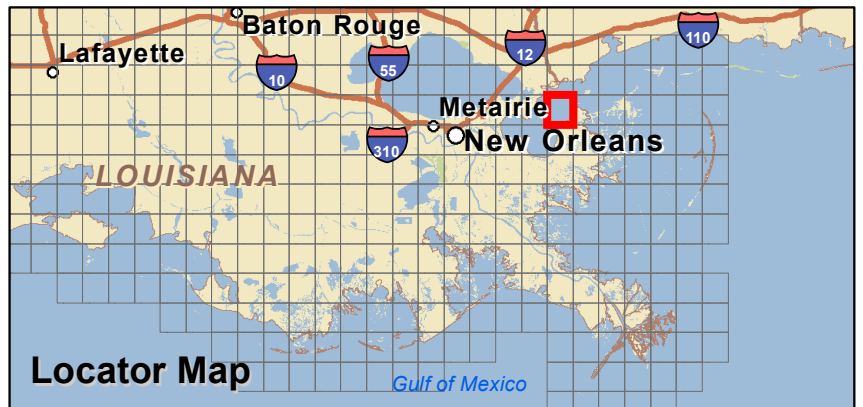 Baton Rouge
110
Lafayette
12
55
10
Metairie
New Orleans
310
LOUISIANA
Locator Map
Gulf of Mexico